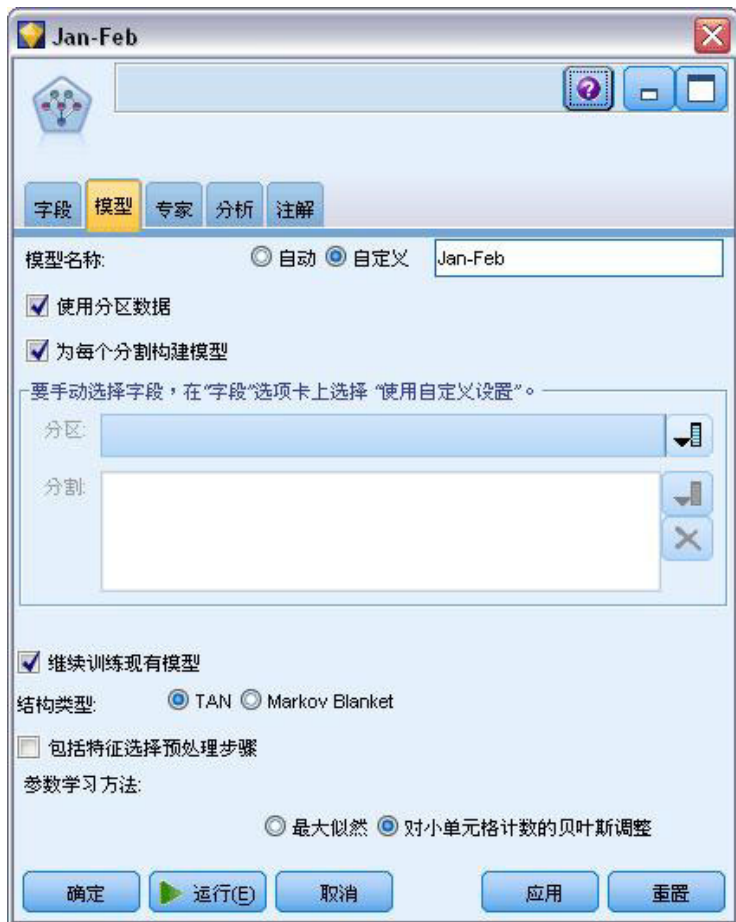 Jan-Feb
字段 模型 专家 分析 注解
模型名称: 自动 自定义 Jan-Feb
使用分区数据
为每个分割构建模型
要手动选择字段，在“字段”选项卡上选择 “使用自定义设置”。
分区:
分割:
继续训练现有模型
结构类型: TAN Markov Blanket
包括特征选择预处理步骤
参数学习方法:
最大似然 对小单元格计数的贝叶斯调整
确定 运行(E) 取消 应用 重置